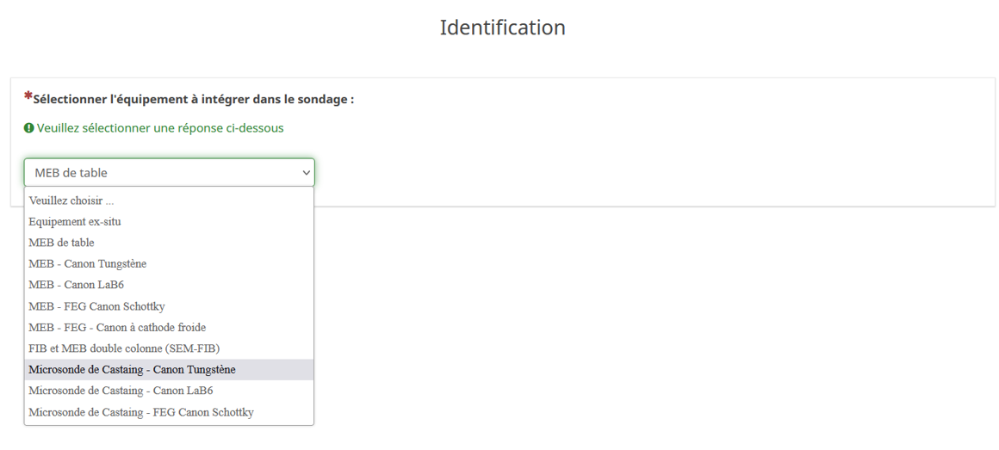 Identification
✱Sélectionner l'équipement à intégrer dans le sondage :
Veuillez sélectionner une réponse ci-dessous
MEB de table
Veuillez choisir ...
Equipement ex-situ
MEB de table
MEB - Canon Tungstène
MEB - Canon LaB6
MEB - FEG Canon Schottky
MEB - FEG - Canon à cathode froide
FIB et MEB double colonne (SEM-FIB)
Microsonde de Castaing - Canon Tungstène
Microsonde de Castaing - Canon LaB6
Microsonde de Castaing - FEG Canon Schottky